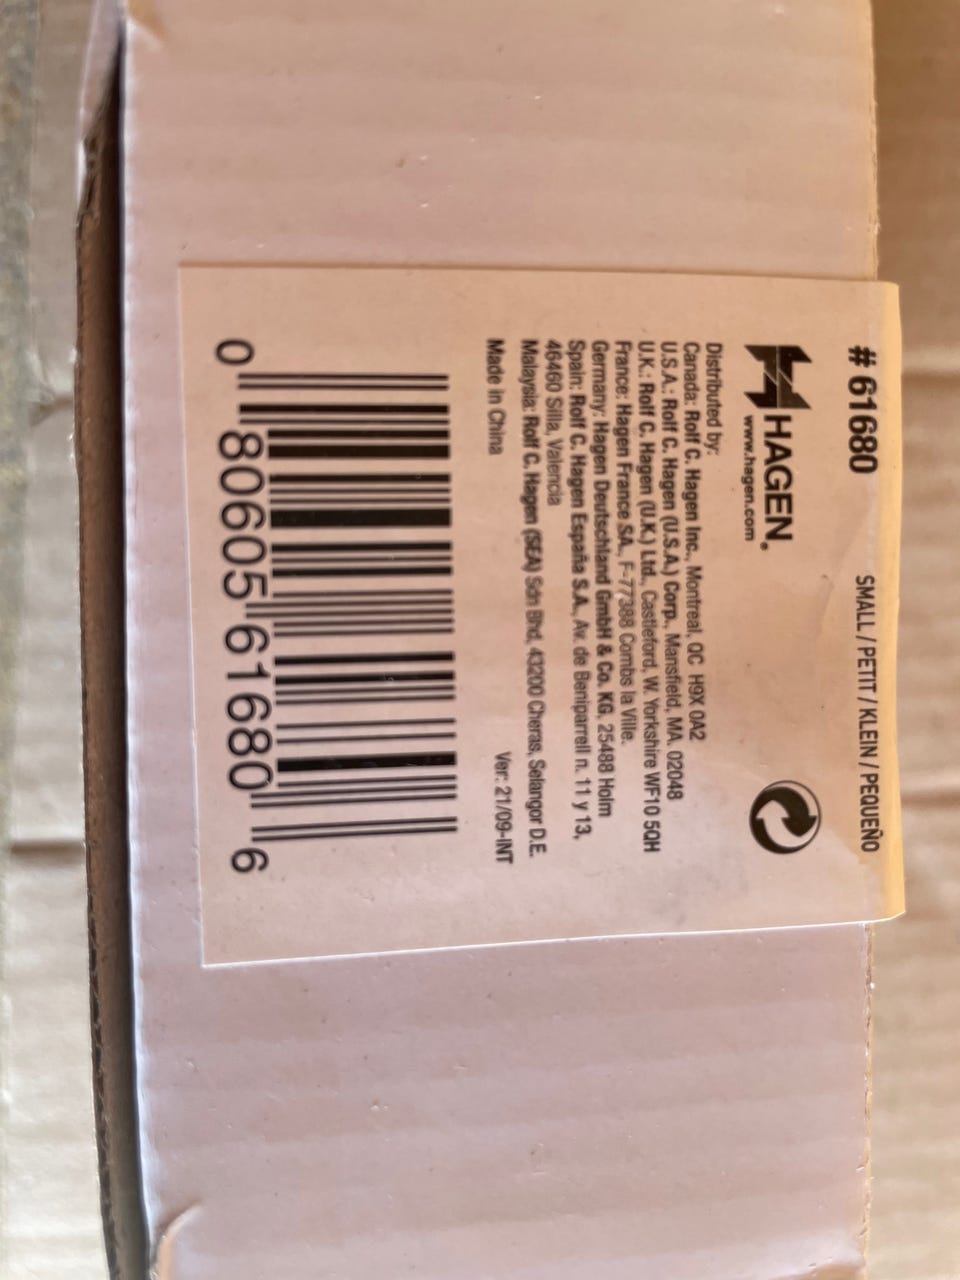 # 61680 SMALL / PETIT / KLEIN / PEQUEÑO
HAGEN®
www.hagen.com
Distributed by:
Canada: Rolf C. Hagen Inc., Montreal, QC H9X 0A2
U.S.A.: Rolf C. Hagen (U.S.A.) Corp., Mansfield, MA. 02048
U.K.: Rolf C. Hagen (U.K.) Ltd., Castleford, W. Yorkshire WF10 5QH
France: Hagen France SA., F-77388 Combs la Ville.
Germany: Hagen Deutschland GmbH & Co. KG. 25488 Holm
Spain: Rolf C. Hagen España S.A., Av. de Beniparrell n. 11 y 13,
46460 Silla, Valencia
Malaysia: Rolf C. Hagen (SEA) Sdn Bhd, 43200 Cheras, Selangor D.E.
Made in China Ver: 21/09-INT
0 80605 61680 6